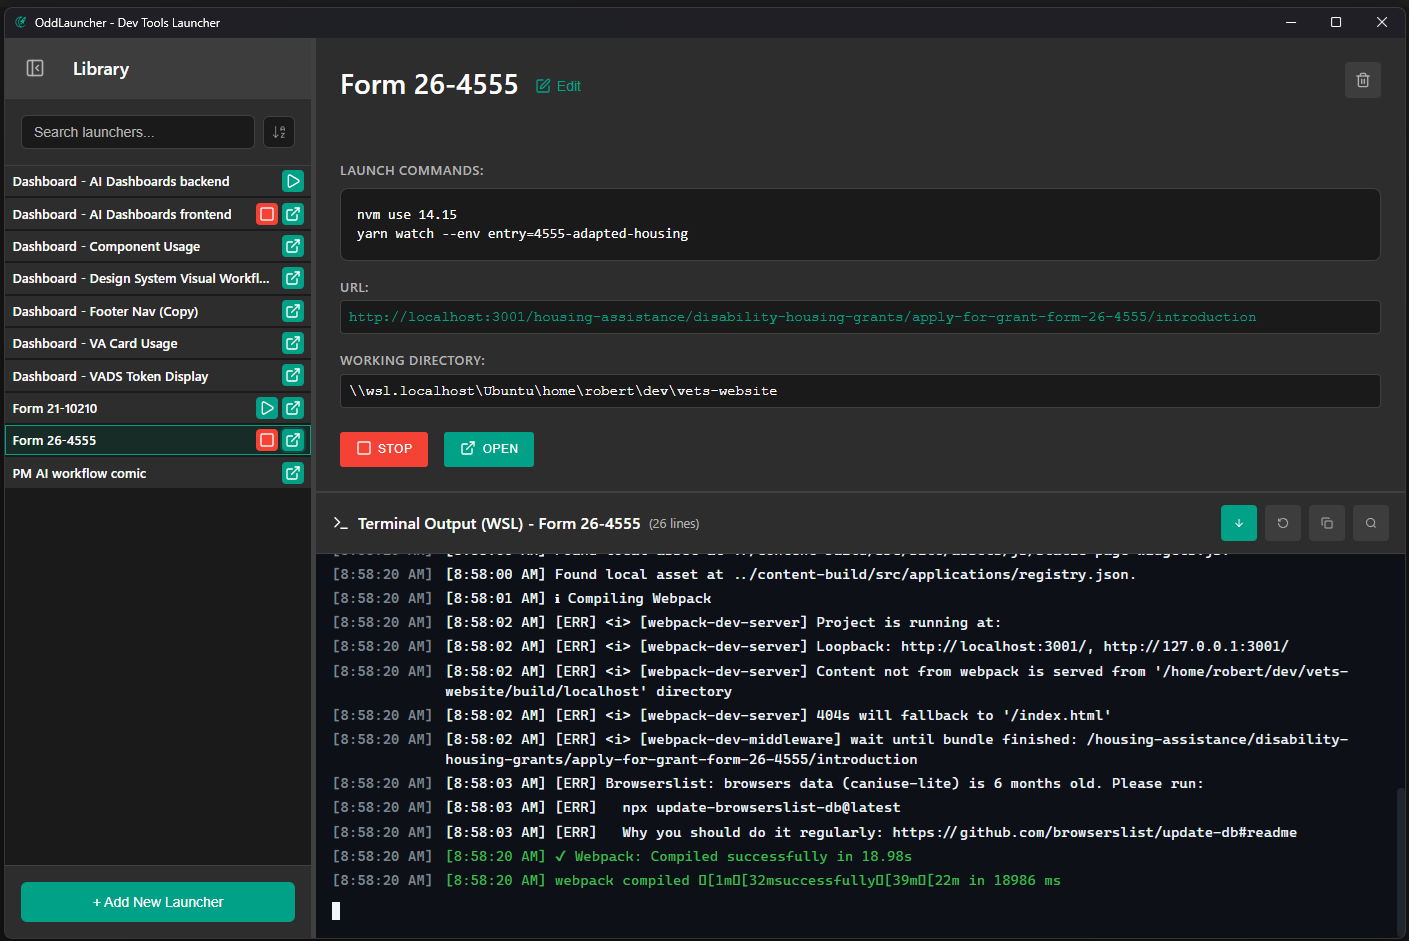 OddLauncher - Dev Tools Launcher
Library
Search launchers...
Dashboard - AI Dashboards backend
Dashboard - AI Dashboards frontend
Dashboard - Component Usage
Dashboard - Design System Visual Workfl...
Dashboard - Footer Nav (Copy)
Dashboard - VA Card Usage
Dashboard - VADS Token Display
Form 21-10210
Form 26-4555
PM AI workflow comic
+ Add New Launcher
Form 26-4555
Edit
LAUNCH COMMANDS:
nvm use 14.15
yarn watch --env entry=4555-adapted-housing
URL:
http://localhost:3001/housing-assistance/disability-housing-grants/apply-for-grant-form-26-4555/introduction
WORKING DIRECTORY:
\\wsl.localhost\Ubuntu\home\robert\dev\vets-website
STOP
OPEN
Terminal Output (WSL) - Form 26-4555 (26 lines)
[8:58:20 AM] [8:58:00 AM] Found local asset at ../content-build/src/applications/registry.json.
[8:58:20 AM] [8:58:01 AM] ℹ Compiling Webpack
[8:58:20 AM] [8:58:02 AM] [ERR] <i> [webpack-dev-server] Project is running at:
[8:58:20 AM] [8:58:02 AM] [ERR] <i> [webpack-dev-server] Loopback: http://localhost:3001/, http://127.0.0.1:3001/
[8:58:20 AM] [8:58:02 AM] [ERR] <i> [webpack-dev-server] Content not from webpack is served from '/home/robert/dev/vets-
website/build/localhost' directory
[8:58:20 AM] [8:58:02 AM] [ERR] <i> [webpack-dev-server] 404s will fallback to '/index.html'
[8:58:20 AM] [8:58:02 AM] [ERR] <i> [webpack-dev-middleware] wait until bundle finished: /housing-assistance/disability-
housing-grants/apply-for-grant-form-26-4555/introduction
[8:58:20 AM] [8:58:03 AM] [ERR] Browserslist: browsers data (caniuse-lite) is 6 months old. Please run:
[8:58:20 AM] [8:58:03 AM] [ERR]   npx update-browserslist-db@latest
[8:58:20 AM] [8:58:03 AM] [ERR]   Why you should do it regularly: https://github.com/browserslist/update-db#readme
[8:58:20 AM] [8:58:20 AM] ✓ Webpack: Compiled successfully in 18.98s
[8:58:20 AM] [8:58:20 AM] webpack compiled ▯[1m▯[32msuccessfully▯[39m▯[22m in 18986 ms